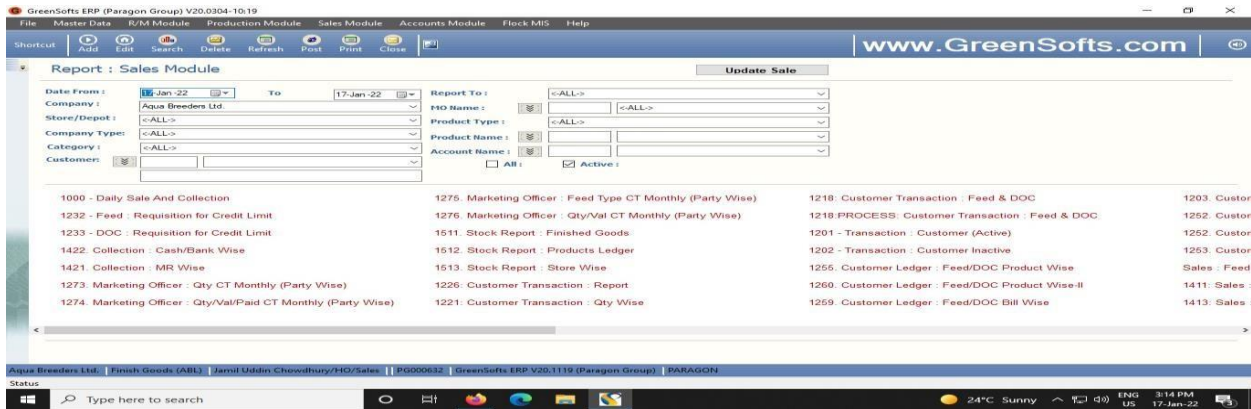 GreenSofts ERP (Paragon Group) V20.0304-10:19
File Master Data R/M Module Production Module Sales Module Accounts Module Flock MIS Help
Shortcut Add Edit Search Delete Refresh Post Print Close www.GreenSofts.com
Report : Sales Module Update Sale
Date From : 17-Jan -22 To 17-Jan -22 Report To : <-ALL->
Company : Aqua Breeders Ltd. MO Name : <-ALL->
Store/Depot : <-ALL-> Product Type : <-ALL->
Company Type: <-ALL-> Product Name :
Category : <-ALL-> Account Name :
Customer: All : Active :
1000 - Daily Sale And Collection 1275. Marketing Officer : Feed Type CT Monthly (Party Wise) 1218: Customer Transaction : Feed & DOC 1203. Custor
1232 - Feed : Requisition for Credit Limit 1276. Marketing Officer : Qty/Val CT Monthly (Party Wise) 1218:PROCESS: Customer Transaction : Feed & DOC 1252. Custor
1233 - DOC : Requisition for Credit Limit 1511. Stock Report : Finished Goods 1201 - Transaction : Customer (Active) 1252. Custor
1422. Collection : Cash/Bank Wise 1512. Stock Report : Products Ledger 1202 - Transaction : Customer Inactive 1253. Custor
1421. Collection : MR Wise 1513. Stock Report : Store Wise 1255. Customer Ledger : Feed/DOC Product Wise Sales : Feed
1273. Marketing Officer : Qty CT Monthly (Party Wise) 1226: Customer Transaction : Report 1260. Customer Ledger : Feed/DOC Product Wise-II 1411: Sales :
1274. Marketing Officer : Qty/Val/Paid CT Monthly (Party Wise) 1221: Customer Transaction : Qty Wise 1259. Customer Ledger : Feed/DOC Bill Wise 1413: Sales :
Aqua Breeders Ltd. | Finish Goods (ABL) | Jamil Uddin Chowdhury/HO/Sales | | PG000632 | GreenSofts ERP V20.1119 (Paragon Group) | PARAGON
Status
Type here to search 24°C Sunny ENG 3:14 PM
US 17-Jan-22 3